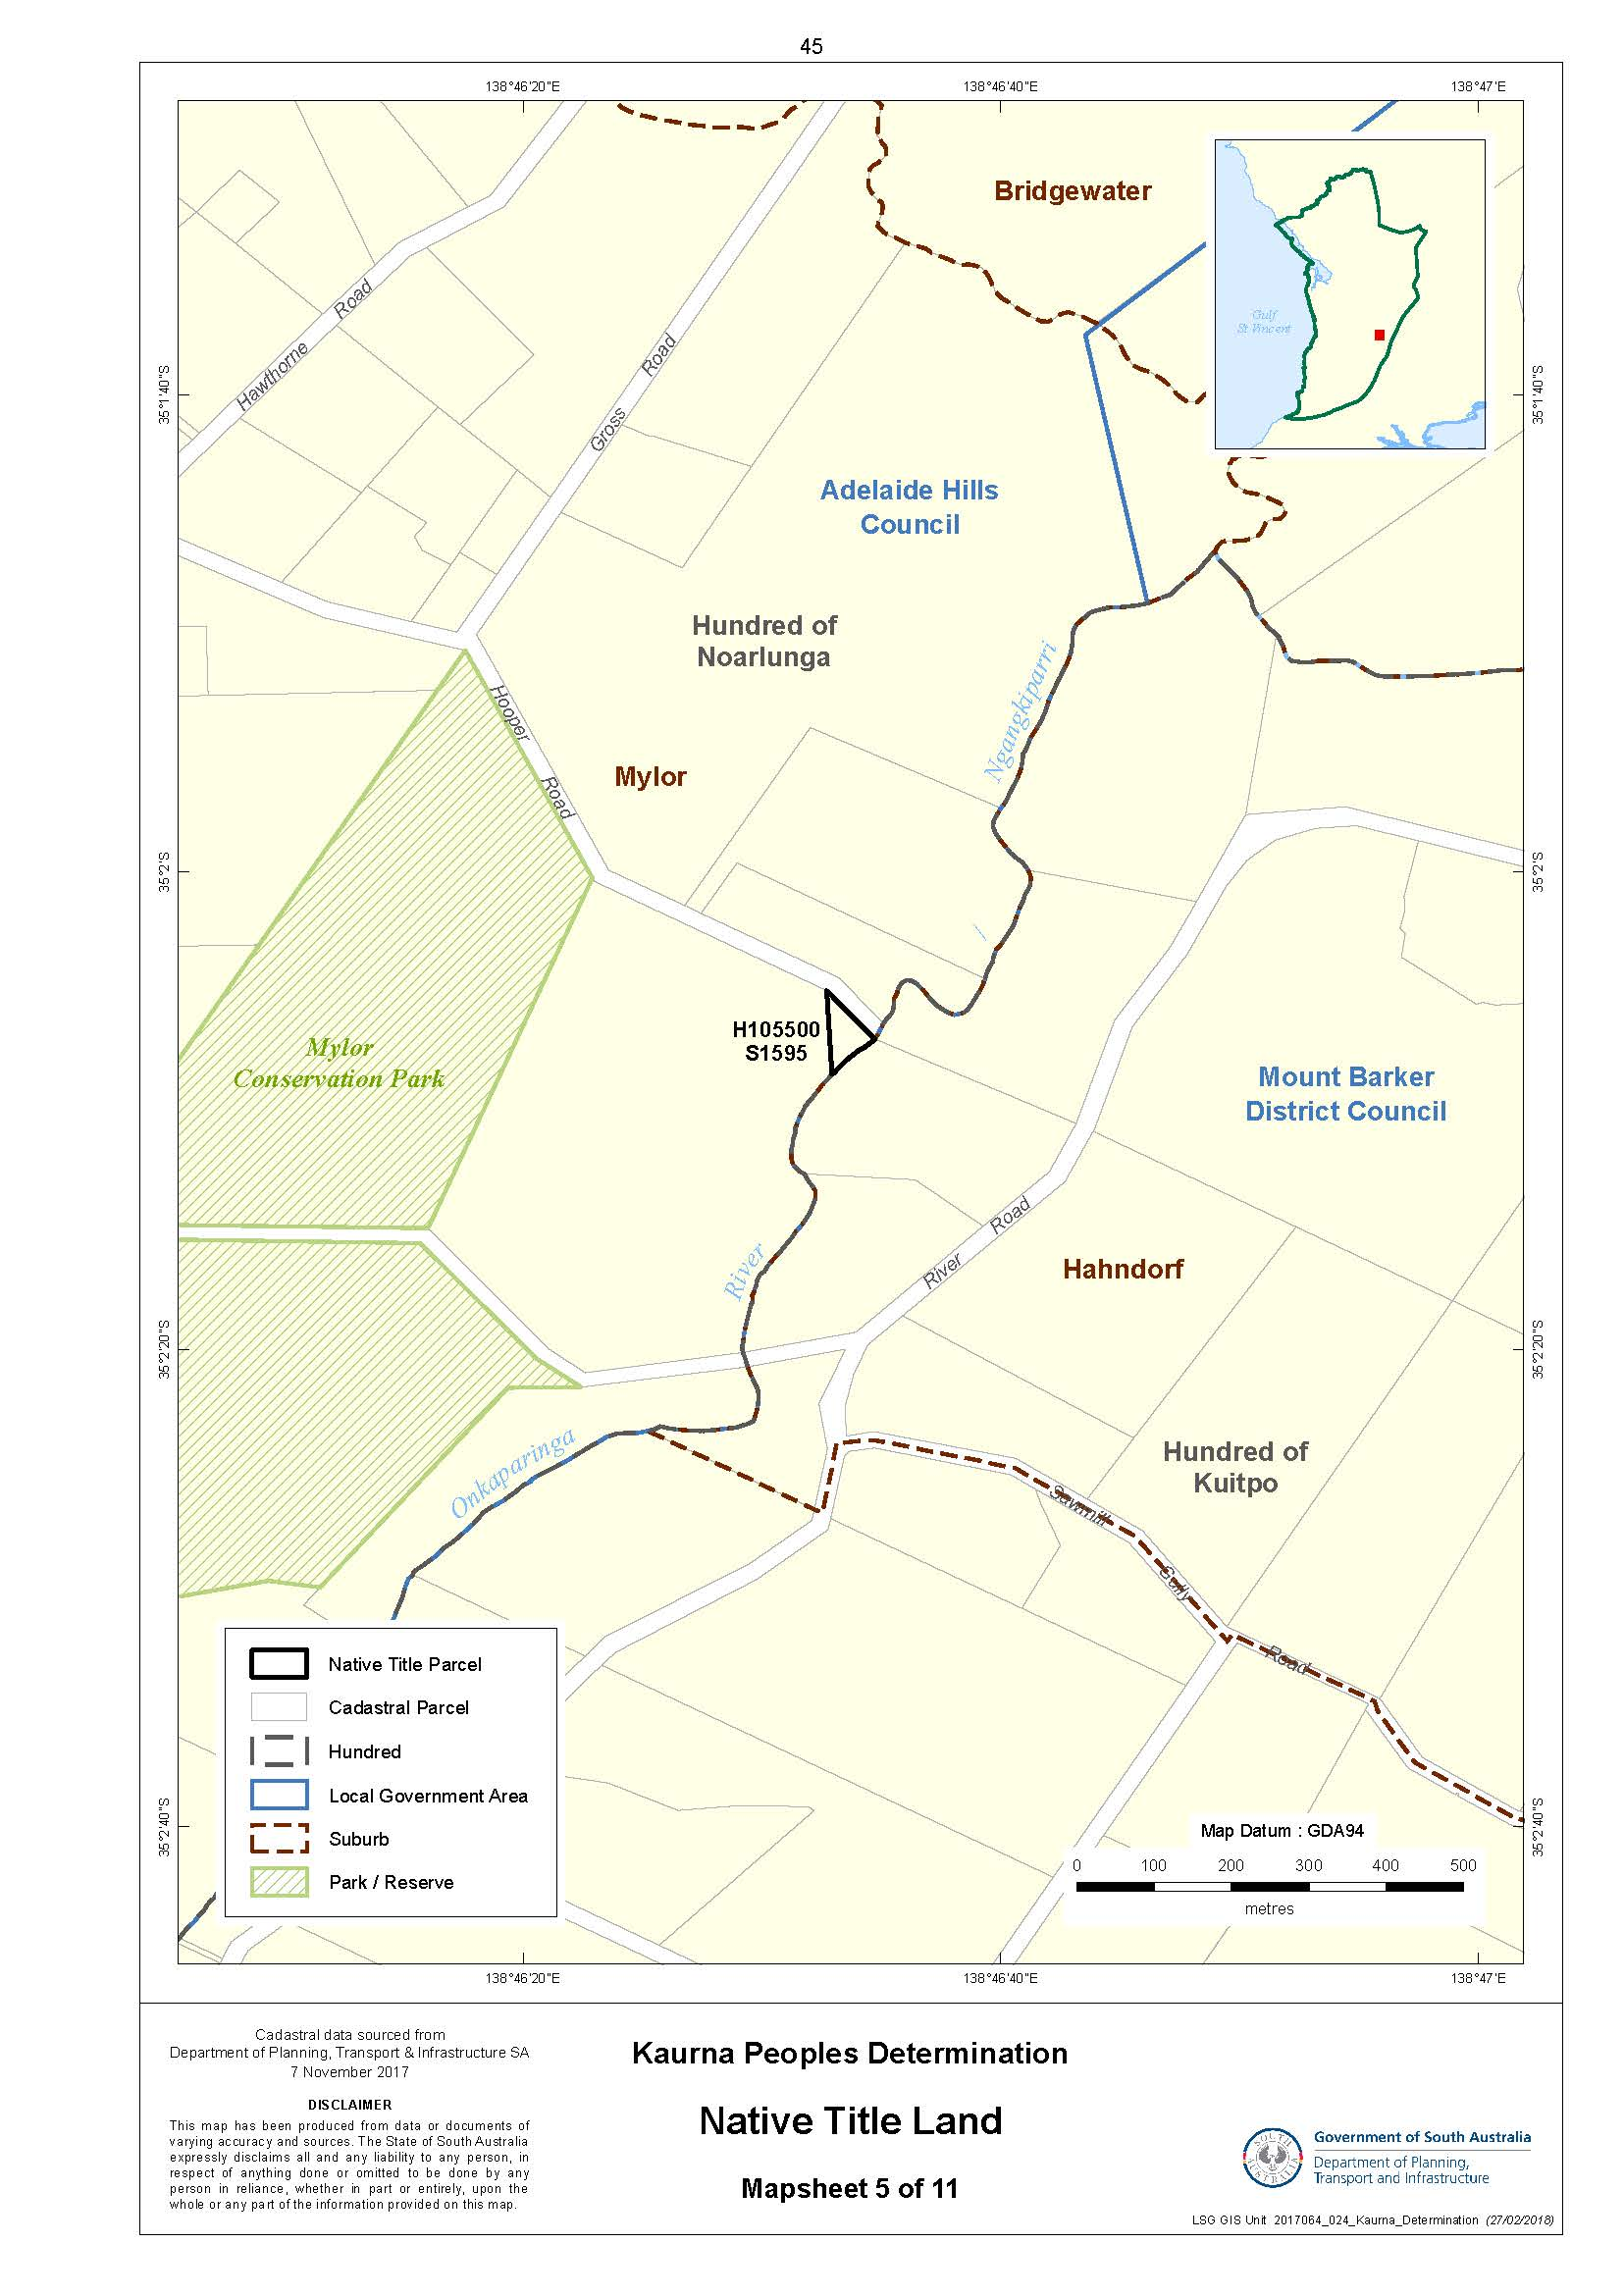 45
138°46'20"E
138°46'40"E
138°47'E
Bridgewater
Gulf
St Vincent
35°1'40"S
35°1'40"S
Hawthorne Road
Gross Road
Adelaide Hills
Council
Hundred of
Noarlunga
Ngangkiparri
Hooper Road
Mylor
35°2'S
35°2'S
/
H105500
S1595
Mylor
Conservation Park
Mount Barker
District Council
River
River Road
Hahndorf
35°2'20"S
35°2'20"S
Onkaparinga
Hundred of
Kuitpo
Sawmill Gully Road
Native Title Parcel
Cadastral Parcel
Hundred
Local Government Area
Suburb
Park / Reserve
35°2'40"S
35°2'40"S
Map Datum : GDA94
0 100 200 300 400 500
metres
138°46'20"E
138°46'40"E
138°47'E
Cadastral data sourced from
Department of Planning, Transport & Infrastructure SA
7 November 2017
DISCLAIMER
This map has been produced from data or documents of
varying accuracy and sources. The State of South Australia
expressly disclaims all and any liability to any person, in
respect of anything done or omitted to be done by any
person in reliance, whether in part or entirely, upon the
whole or any part of the information provided on this map.
Kaurna Peoples Determination
Native Title Land
Mapsheet 5 of 11
SOUTH AUSTRALIA
Government of South Australia
Department of Planning,
Transport and Infrastructure
LSG GIS Unit 2017064_024_Kaurna_Determination (27/02/2018)